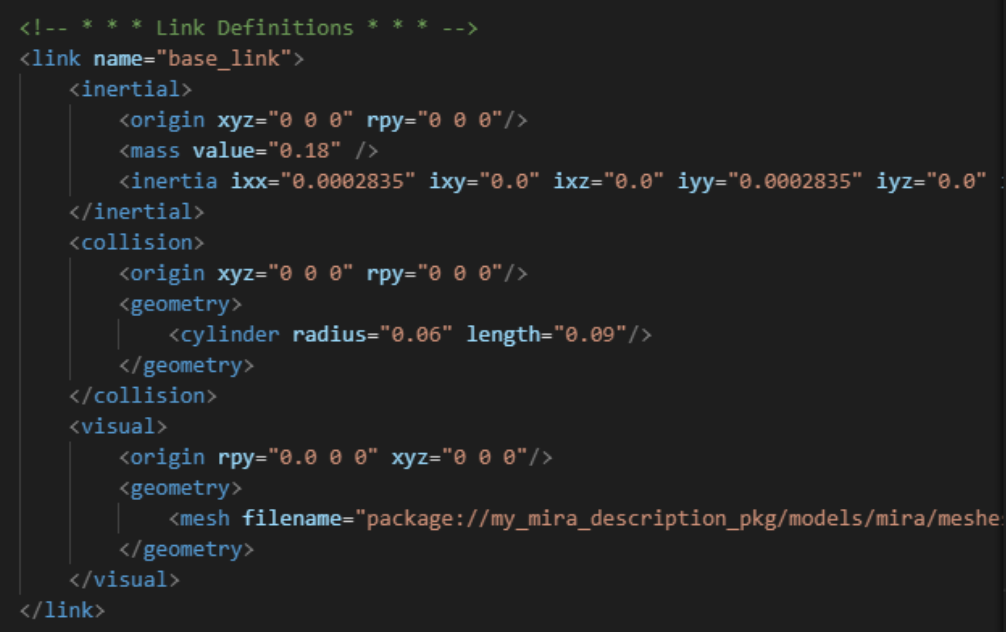 <!-- * * * Link Definitions * * * -->
<link name="base_link">
    <inertial>
        <origin xyz="0 0 0" rpy="0 0 0"/>
        <mass value="0.18" />
        <inertia ixx="0.0002835" ixy="0.0" ixz="0.0" iyy="0.0002835" iyz="0.0"
    </inertial>
    <collision>
        <origin xyz="0 0 0" rpy="0 0 0"/>
        <geometry>
            <cylinder radius="0.06" length="0.09"/>
        </geometry>
    </collision>
    <visual>
        <origin rpy="0.0 0 0" xyz="0 0 0"/>
        <geometry>
            <mesh filename="package://my_mira_description_pkg/models/mira/meshe
        </geometry>
    </visual>
</link>